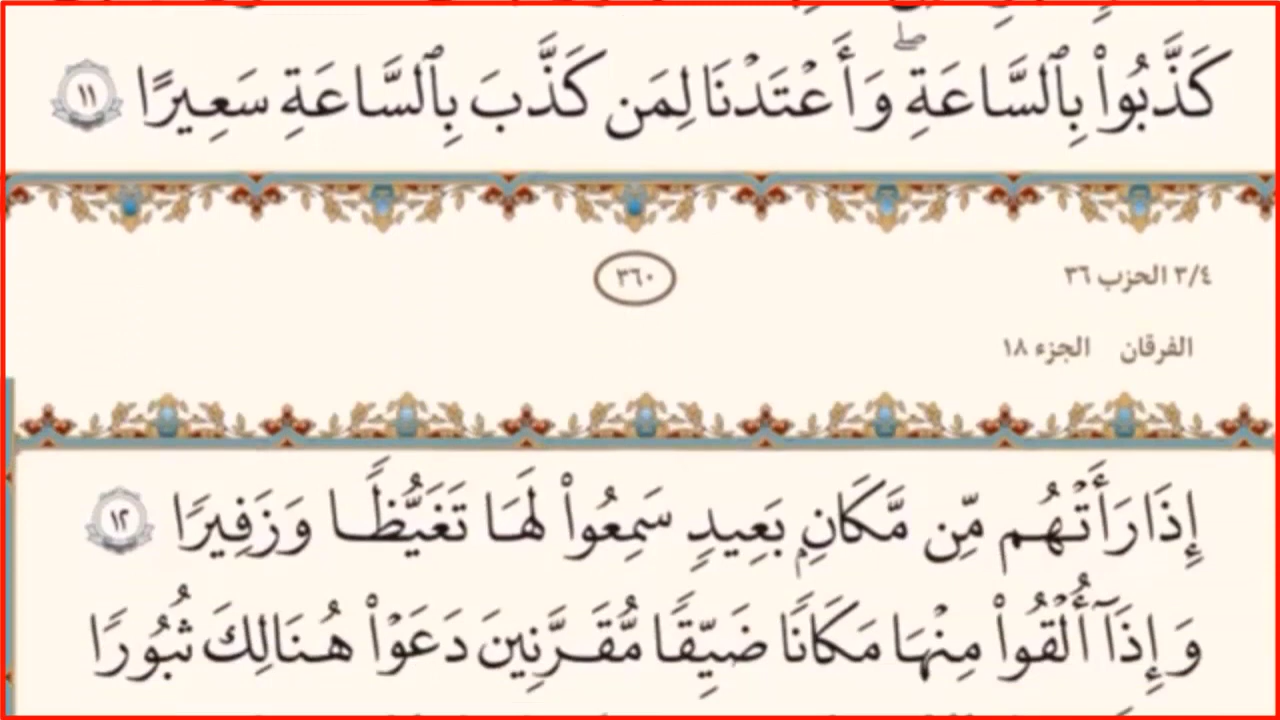 كَذَّبُوا۟ بِٱلسَّاعَةِ ۖ وَأَعْتَدْنَا لِمَن كَذَّبَ بِٱلسَّاعَةِ سَعِيرًا ١١
٣/٤ الحزب ٣٦ ٣٦٠
الفرقان الجزء ١٨
إِذَا رَأَتْهُم مِّن مَّكَانٍۭ بَعِيدٍ سَمِعُوا۟ لَهَا تَغَيُّظًا وَزَفِيرًا ١٢
وَإِذَآ أُلْقُوا۟ مِنْهَا مَكَانًا ضَيِّقًا مُّقَرَّنِينَ دَعَوْا۟ هُنَالِكَ ثُبُورًا